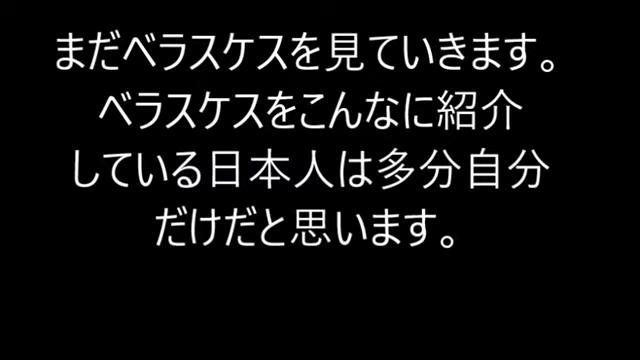 まだベラスケスを見ていきます。
ベラスケスをこんなに紹介
している日本人は多分自分
だけだと思います。